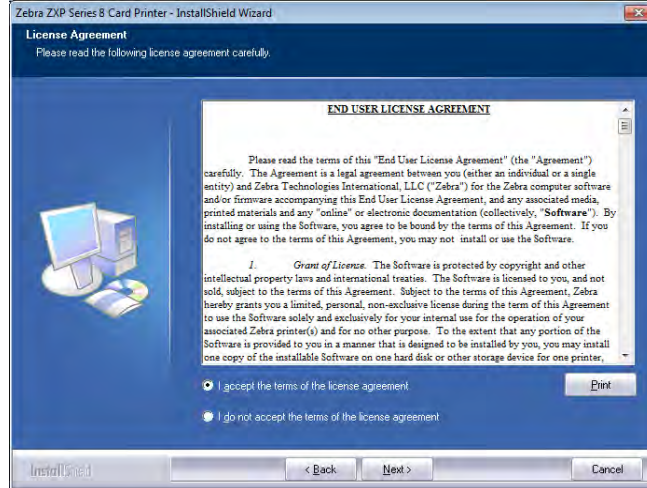 Zebra ZXP Series 8 Card Printer - InstallShield Wizard
License Agreement
Please read the following license agreement carefully.
END USER LICENSE AGREEMENT
Please read the terms of this "End User License Agreement" (the "Agreement")
carefully. The Agreement is a legal agreement between you (either an individual or a single
entity) and Zebra Technologies International, LLC ("Zebra") for the Zebra computer software
and/or firmware accompanying this End User License Agreement, and any associated media,
printed materials and any "online" or electronic documentation (collectively, "Software"). By
installing or using the Software, you agree to be bound by the terms of this Agreement. If you
do not agree to the terms of this Agreement, you may not install or use the Software.
1. Grant of License. The Software is protected by copyright and other
intellectual property laws and international treaties. The Software is licensed to you, and not
sold, subject to the terms of this Agreement. Subject to the terms of this Agreement, Zebra
hereby grants you a limited, personal, non-exclusive license during the term of this Agreement
to use the Software solely and exclusively for your internal use for the operation of your
associated Zebra printer(s) and for no other purpose. To the extent that any portion of the
Software is provided to you in a manner that is designed to be installed by you, you may install
one copy of the installable Software on one hard disk or other storage device for one printer,
I accept the terms of the license agreement
Print
I do not accept the terms of the license agreement
InstallShield
< Back
Next >
Cancel